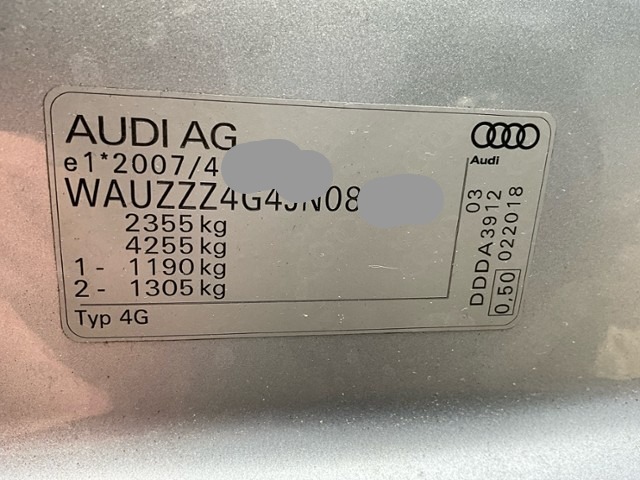 AUDI AG
e1*2007/4
WAUZZZ4G4JN08
2355 kg
4255 kg
1 - 1190 kg
2 - 1305 kg
Typ 4G
Audi
03
DDDA3912
0,50 022018